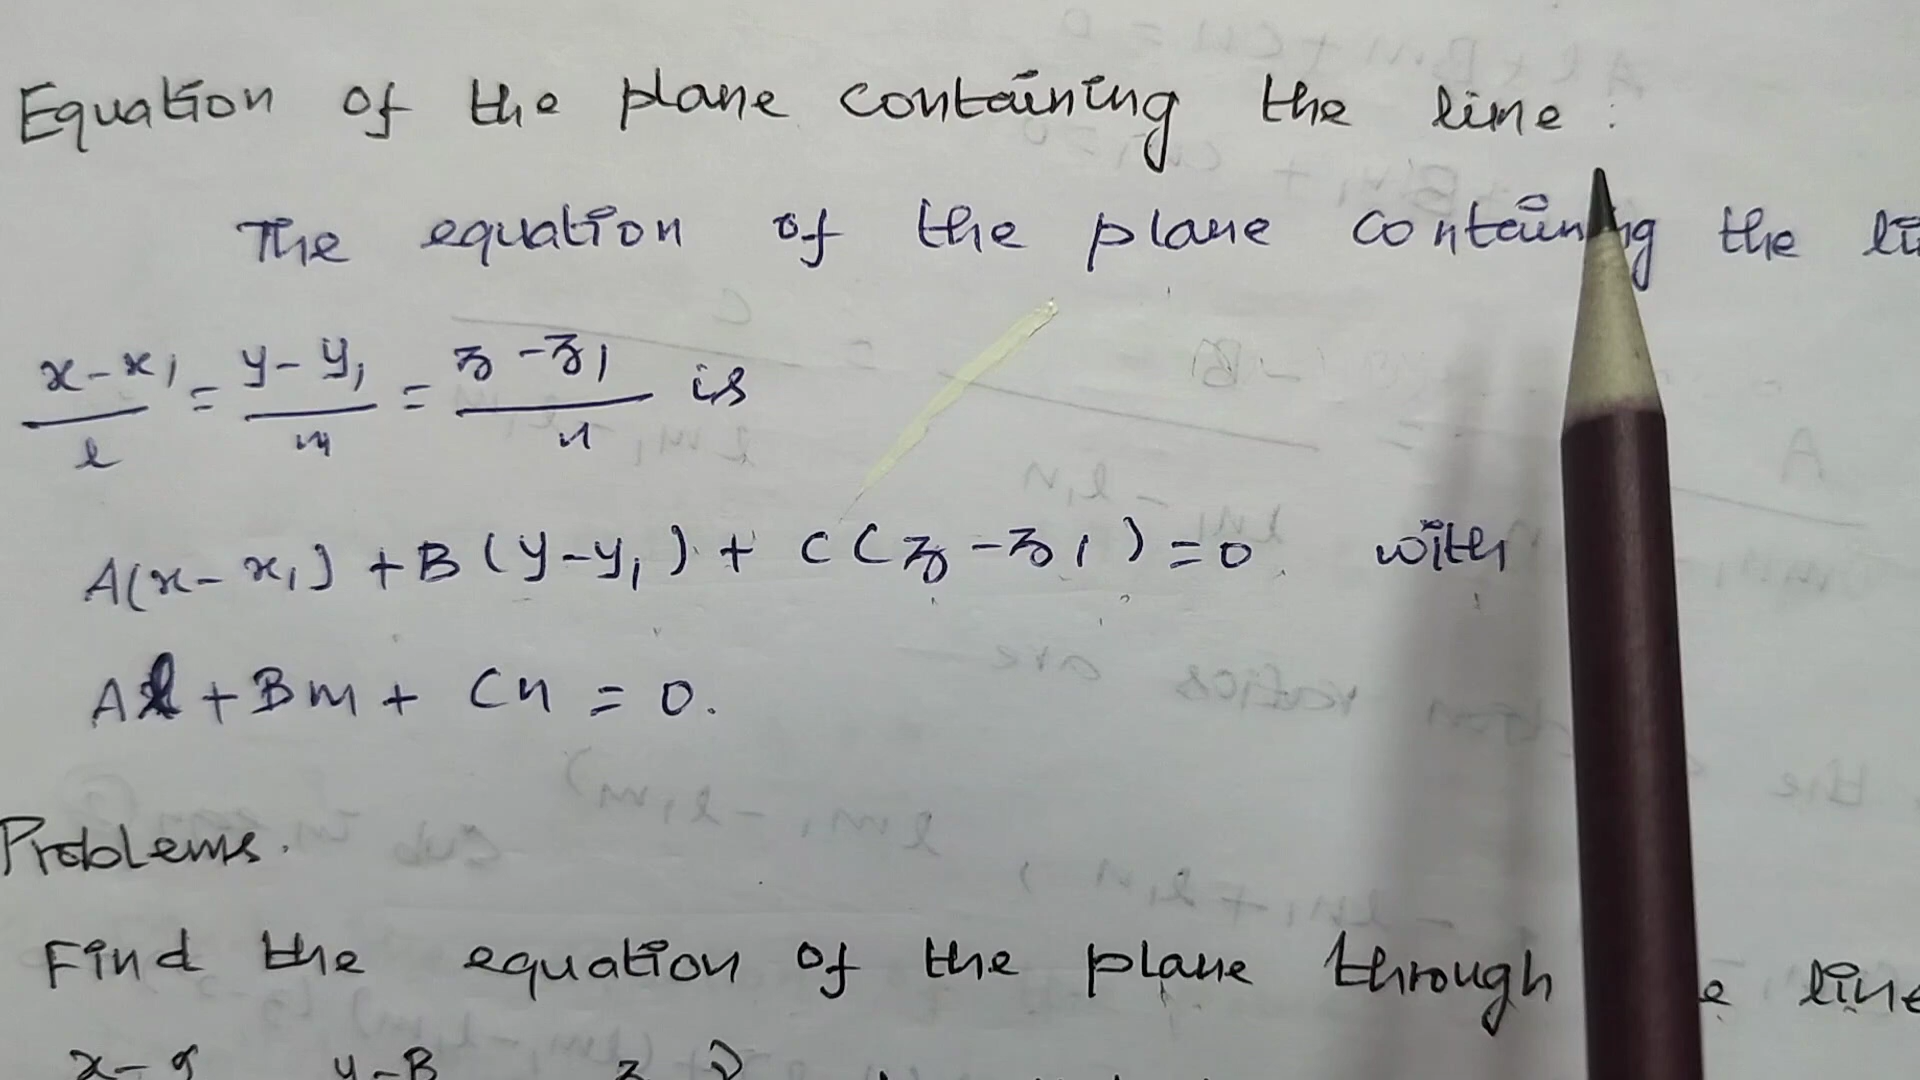 Equation of the plane containing the line:
The equation of the plane containing the
x-x₁/l = y-y₁/m = z-z₁/n is
A(x-x₁) + B(y-y₁) + C(z-z₁) = 0 with
Al + Bm + Cn = 0.
Problems.
Find the equation of the plane through line